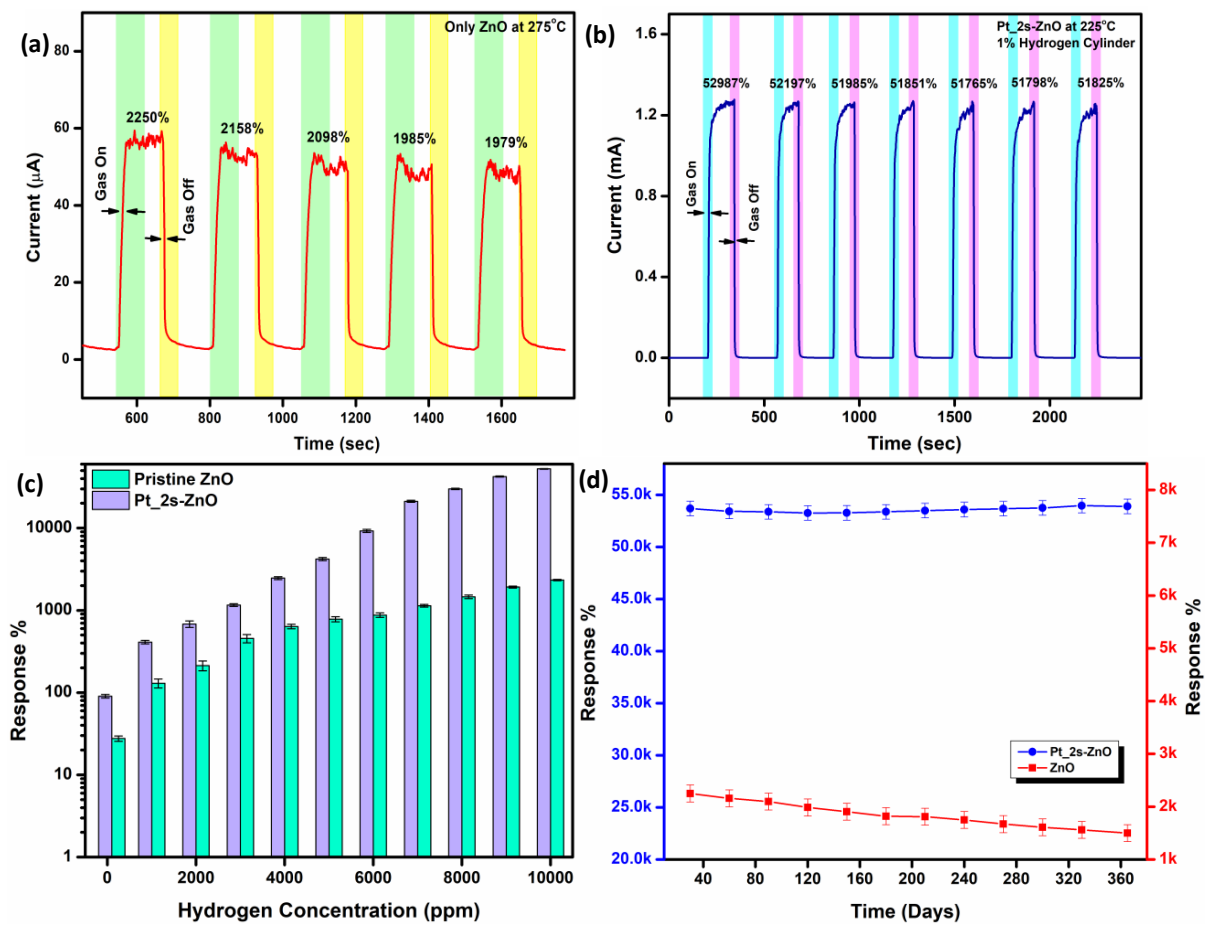 (a)
Only ZnO at 275°C
2250%
2158%
2098%
1985%
1979%
Gas On
Gas Off
Current (μA)
80
60
40
20
0
600
800
1000
1200
1400
1600
Time (sec)
(b)
Pt_2s-ZnO at 225°C
1% Hydrogen Cylinder
52987%
52197%
51985%
51851%
51765%
51798%
51825%
Gas On
Gas Off
Current (mA)
1.6
1.2
0.8
0.4
0.0
0
500
1000
1500
2000
Time (sec)
(c)
Pristine ZnO
Pt_2s-ZnO
Response %
10000
1000
100
10
1
0
2000
4000
6000
8000
10000
Hydrogen Concentration (ppm)
(d)
Response %
55.0k
50.0k
45.0k
40.0k
35.0k
30.0k
25.0k
20.0k
Pt_2s-ZnO
ZnO
8k
7k
6k
5k
4k
3k
2k
1k
Response %
40
80
120
160
200
240
280
320
360
Time (Days)